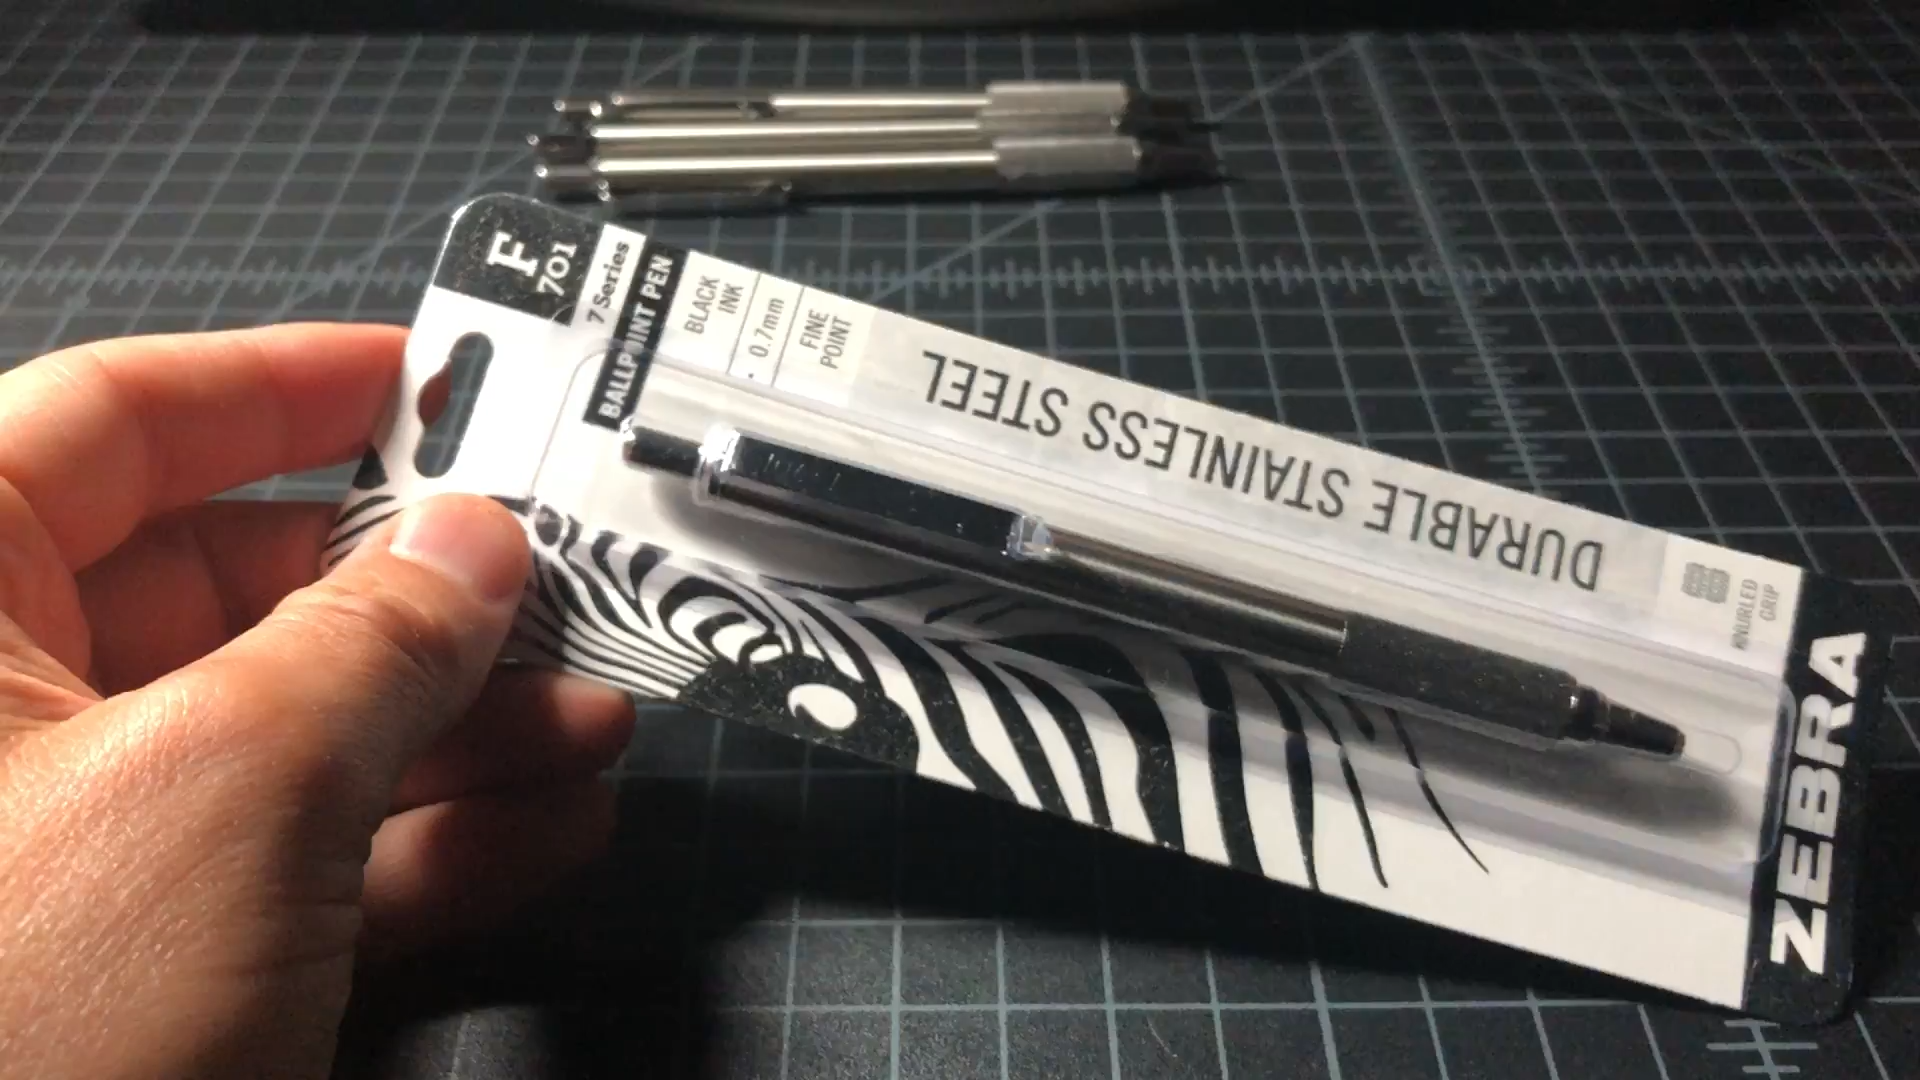 F
701
7 Series
BALLPOINT PEN
BLACK
INK
0.7mm
FINE
POINT
DURABLE STAINLESS STEEL
KNURLED
GRIP
ZEBRA